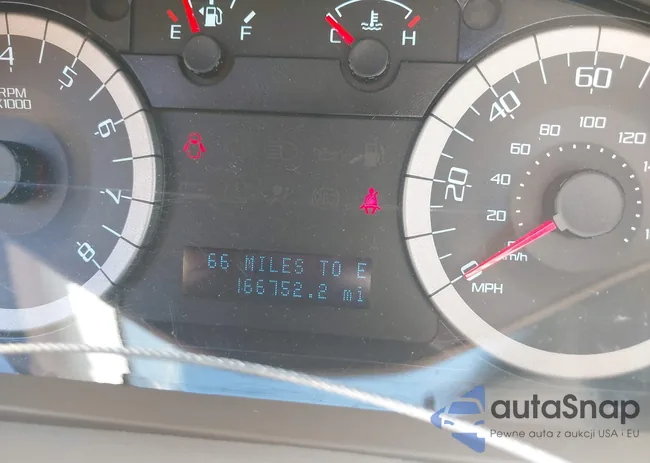 E F
C H
4
5
6
7
8
RPM
X1000
66 MILES TO E
166752.2 mi
0 20 40 60
20 40 60 80 100 120
km/h
MPH
autaSnap
Pewne auta z aukcji USA i EU